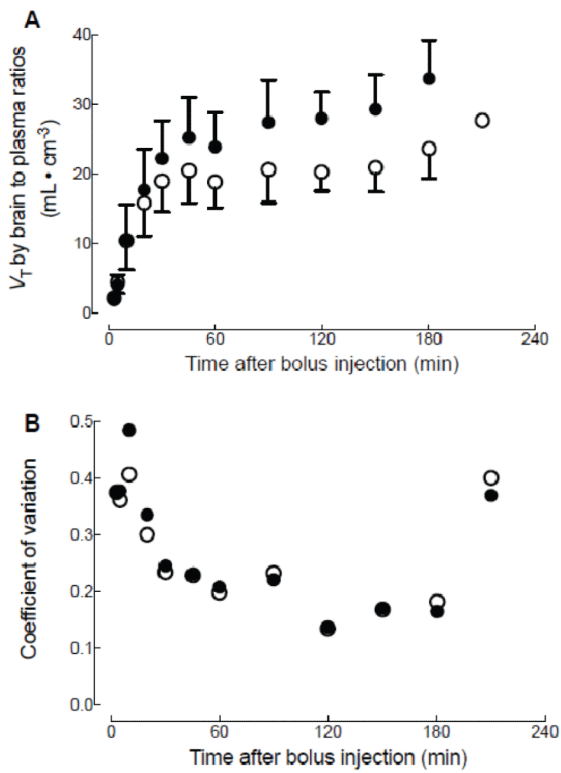 A
V_T by brain to plasma ratios
(mL • cm⁻³)
40
30
20
10
0
0 60 120 180 240
Time after bolus injection (min)
B
Coefficient of variation
0.5
0.4
0.3
0.2
0.1
0.0
0 60 120 180 240
Time after bolus injection (min)